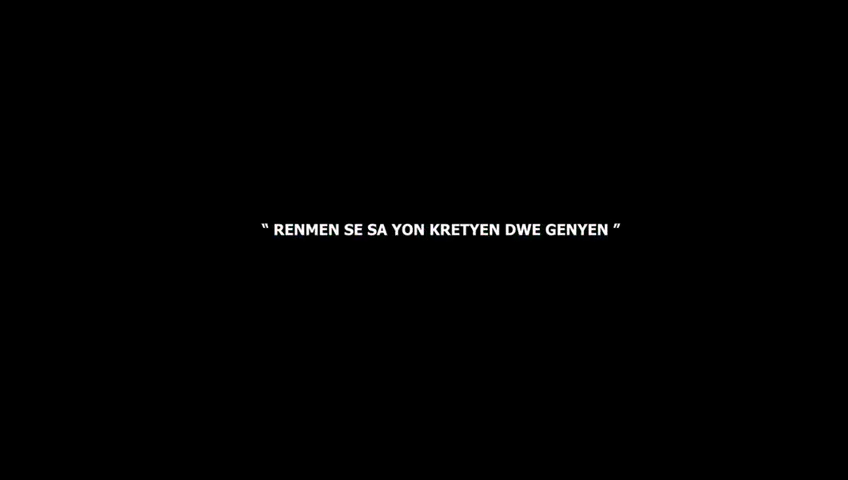 “ RENMEN SE SA YON KRETYEN DWE GENYEN ”